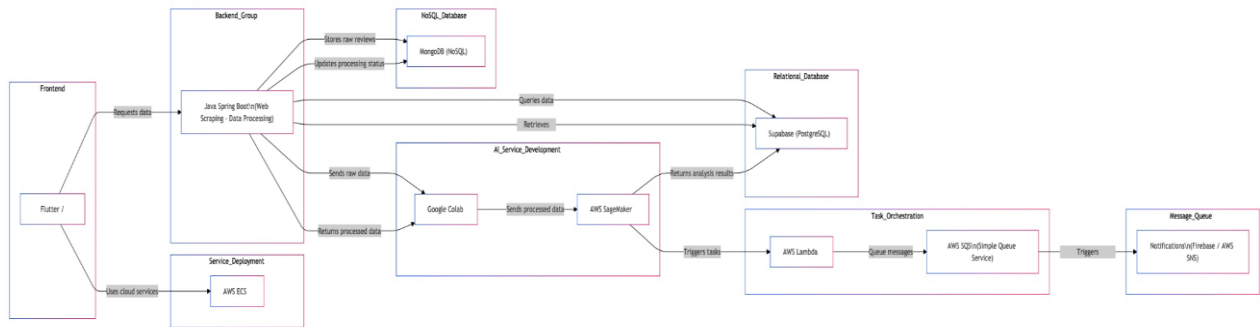 Frontend
Flutter /
Requests data
Uses cloud services
Backend_Group
Java Spring Boot\n(Web
Scraping - Data Processing)
Service_Deployment
AWS ECS
Stores raw reviews
Updates processing status
NoSQL_Database
MongoDB (NoSQL)
Queries data
Retrieves
Relational_Database
Supabase (PostgreSQL)
Sends raw data
Returns processed data
AI_Service_Development
Google Colab
Sends processed data
AWS SageMaker
Returns analysis results
Triggers tasks
Task_Orchestration
AWS Lambda
Queue messages
AWS SQS\n(Simple Queue
Service)
Triggers
Message_Queue
Notifications\n(Firebase / AWS
SNS)